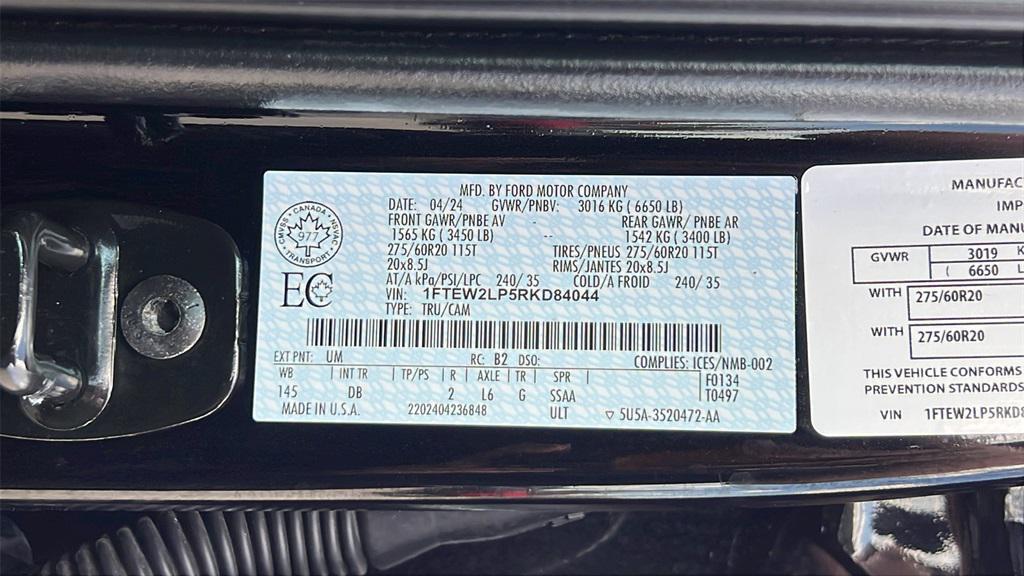 MFD. BY FORD MOTOR COMPANY
DATE: 04/24 GVWR/PNBV: 3016 KG ( 6650 LB)
FRONT GAWR/PNBE AV REAR GAWR/ PNBE AR
1565 KG ( 3450 LB) -- 1542 KG ( 3400 LB)
275/60R20 115T TIRES/PNEUS 275/60R20 115T
20x8.5J RIMS/JANTES 20x8.5J
AT/A kPa/PSI/LPC 240/ 35 COLD/A FROID 240/ 35
VIN: 1FTEW2LP5RKD84044
TYPE: TRU/CAM
CANADA
977
TRANSPORT
CMVSS
NSVAC
EC
EXT PNT: UM RC: B2 DSO: COMPLIES: ICES/NMB-002
WB INT TR TP/PS R AXLE TR SPR F0134
145 DB 2 L6 G SSAA T0497
MADE IN U.S.A. 2202404236848 ULT ▽ 5U5A-3520472-AA
MANUFAC
IMP
DATE OF MANU
GVWR 3019 K
( 6650
WITH 275/60R20
WITH 275/60R20
THIS VEHICLE CONFORMS
PREVENTION STANDARDS
VIN 1FTEW2LP5RKD8